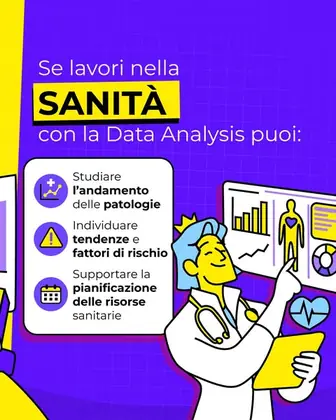 Se lavori nella
SANITÀ
con la Data Analysis puoi:
Studiare
l'andamento
delle patologie
Individuare
tendenze e
fattori di rischio
Supportare la
pianificazione
delle risorse
sanitarie